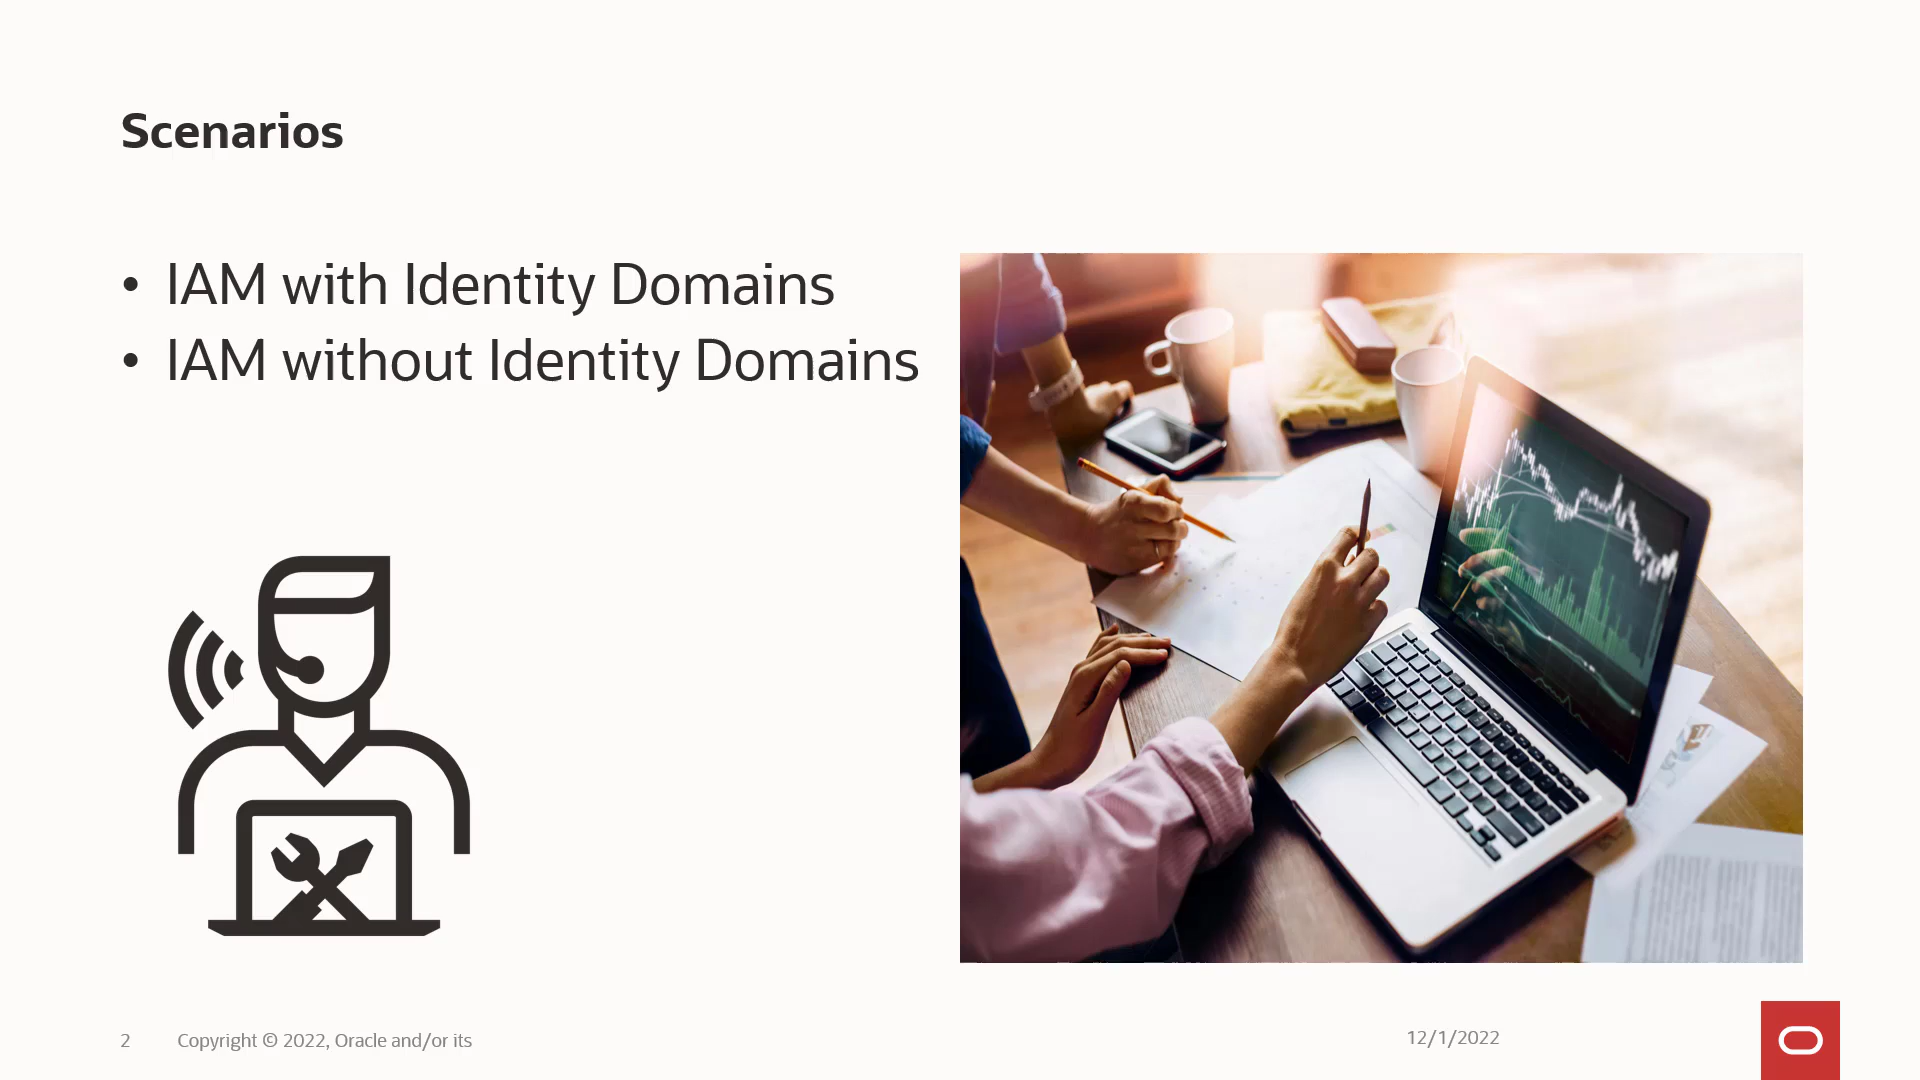 Scenarios
• IAM with Identity Domains
• IAM without Identity Domains
2 Copyright © 2022, Oracle and/or its
12/1/2022